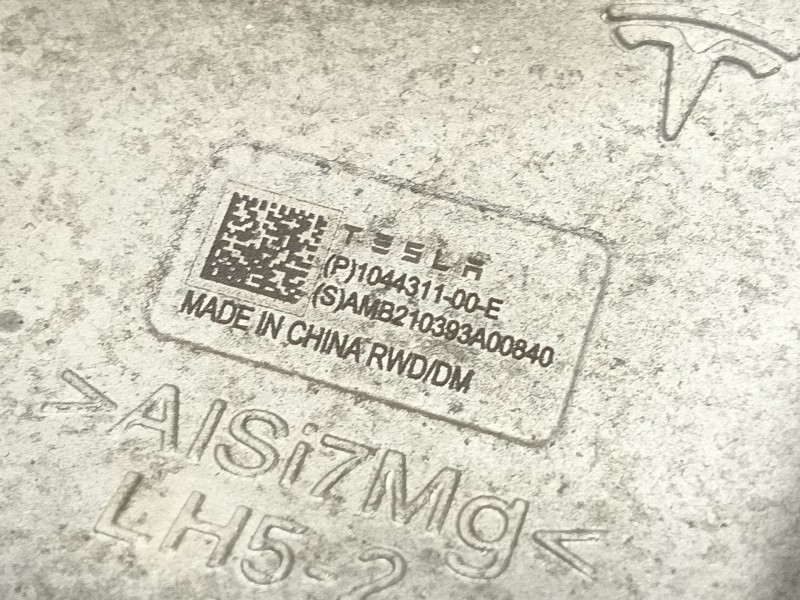 TESLA
(P)1044311-00-E
(S)AMB210393A00840
MADE IN CHINA RWD/DM
>AlSi7Mg<
LH5-2